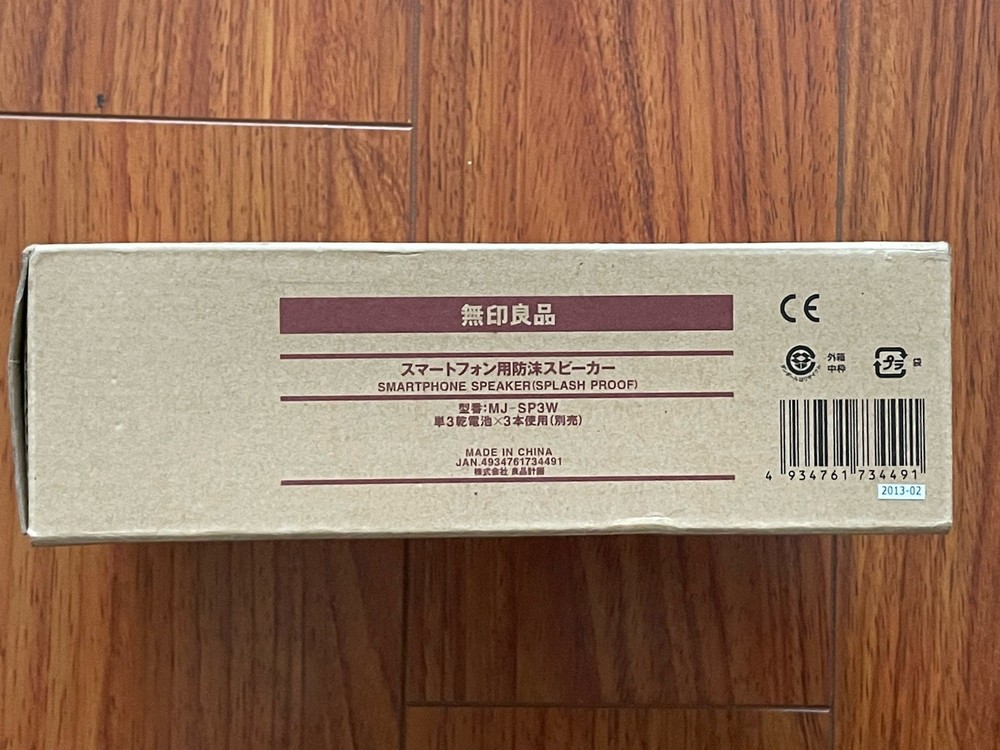 無印良品
スマートフォン用防沫スピーカー
SMARTPHONE SPEAKER(SPLASH PROOF)
型番:MJ-SP3W
単3乾電池×3本使用(別売)
MADE IN CHINA
JAN.4934761734491
株式会社 良品計画
CE
外箱
中枠
プラ
袋
4 934761 734491
2013-02